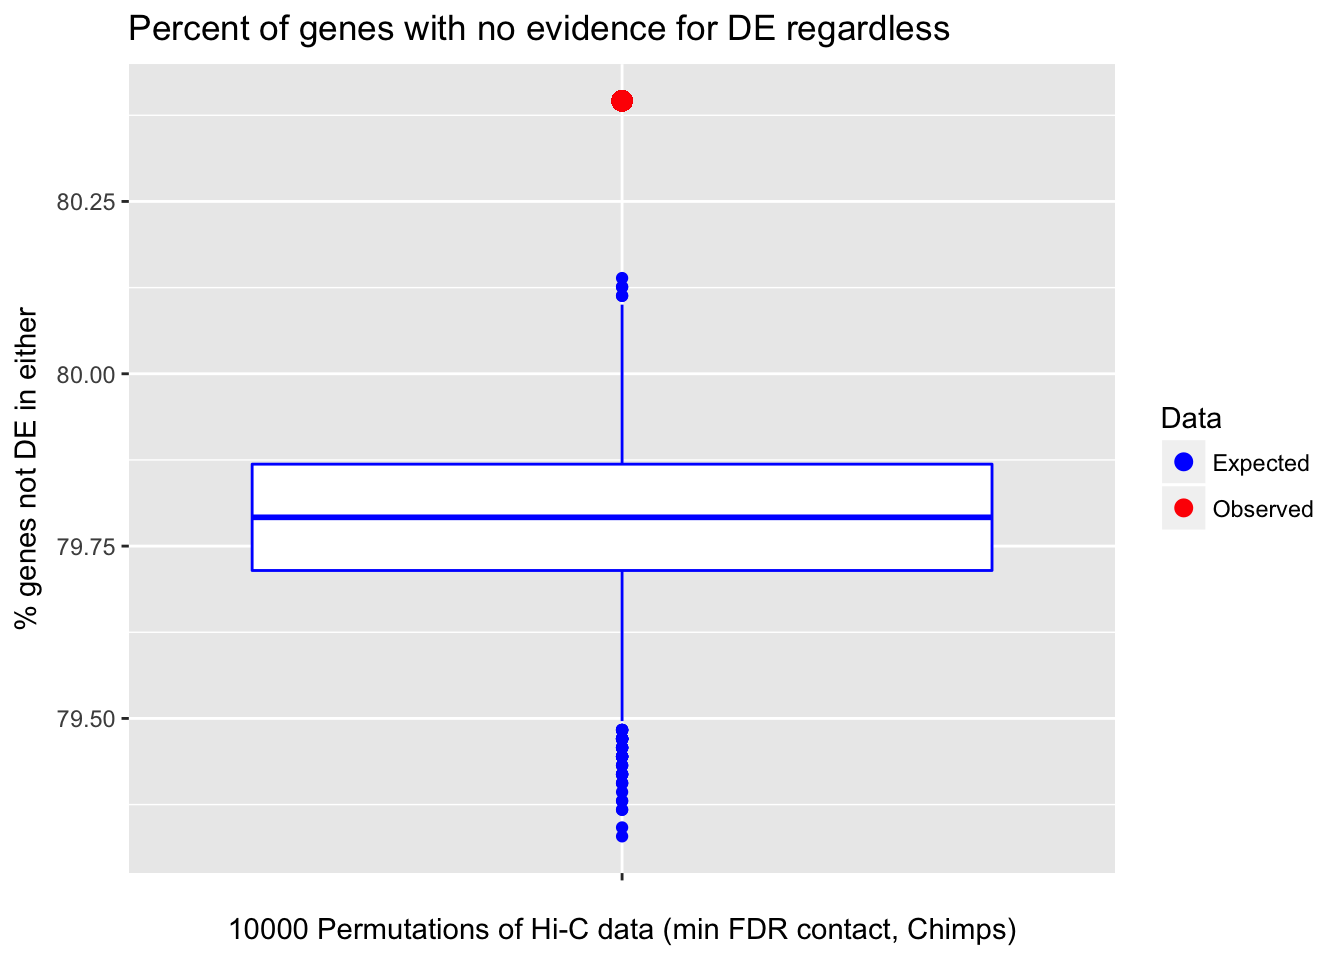 Percent of genes with no evidence for DE regardless
% genes not DE in either
80.25
80.00
79.75
79.50
10000 Permutations of Hi-C data (min FDR contact, Chimps)
Data
Expected
Observed